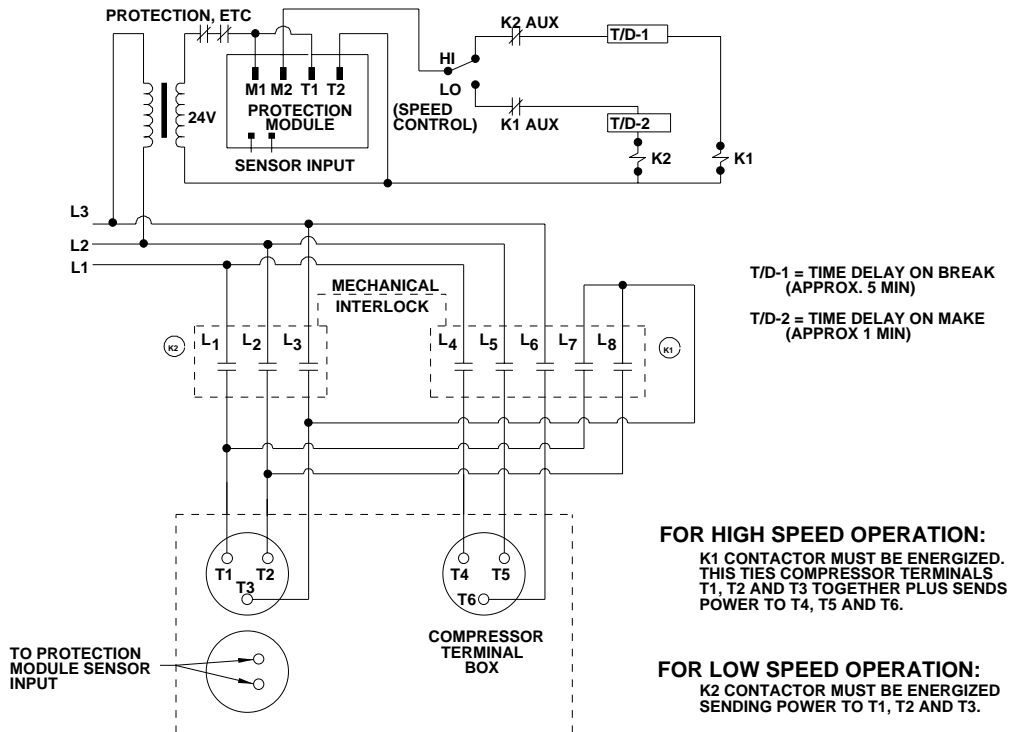 PROTECTION, ETC
K2 AUX
T/D-1
HI
LO
M1 M2 T1 T2
24V
PROTECTION
MODULE
(SPEED
CONTROL)
K1 AUX
T/D-2
SENSOR INPUT
K2
K1
L3
L2
L1
MECHANICAL
INTERLOCK
T/D-1 = TIME DELAY ON BREAK
(APPROX. 5 MIN)
T/D-2 = TIME DELAY ON MAKE
(APPROX 1 MIN)
K2
L1 L2 L3
L4 L5 L6 L7 L8
K1
T1 T2
T3
T4 T5
T6
COMPRESSOR
TERMINAL
BOX
TO PROTECTION
MODULE SENSOR
INPUT
FOR HIGH SPEED OPERATION:
K1 CONTACTOR MUST BE ENERGIZED.
THIS TIES COMPRESSOR TERMINALS
T1, T2 AND T3 TOGETHER PLUS SENDS
POWER TO T4, T5 AND T6.
FOR LOW SPEED OPERATION:
K2 CONTACTOR MUST BE ENERGIZED
SENDING POWER TO T1, T2 AND T3.